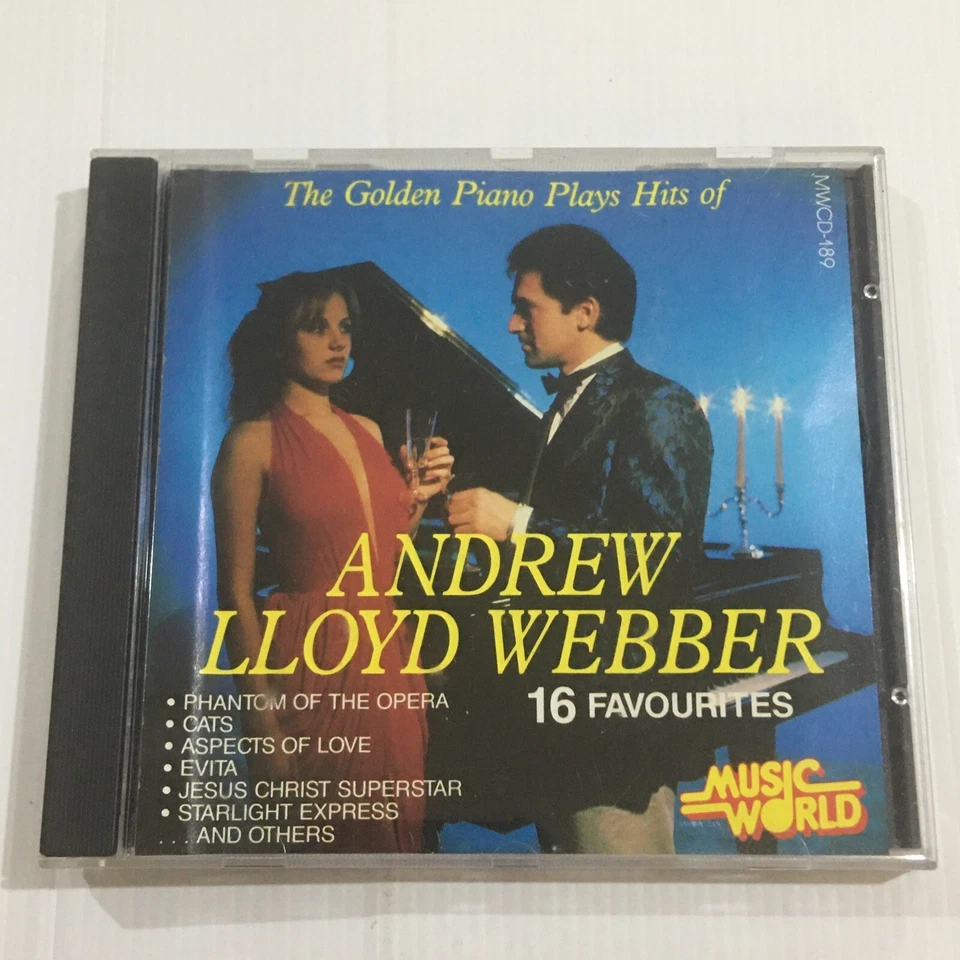 The Golden Piano Plays Hits of
MWCD-189
ANDREW
LLOYD WEBBER
16 FAVOURITES
• PHANTOM OF THE OPERA
• CATS
• ASPECTS OF LOVE
• EVITA
• JESUS CHRIST SUPERSTAR
• STARLIGHT EXPRESS
. . . AND OTHERS
MUSIC
WORLD